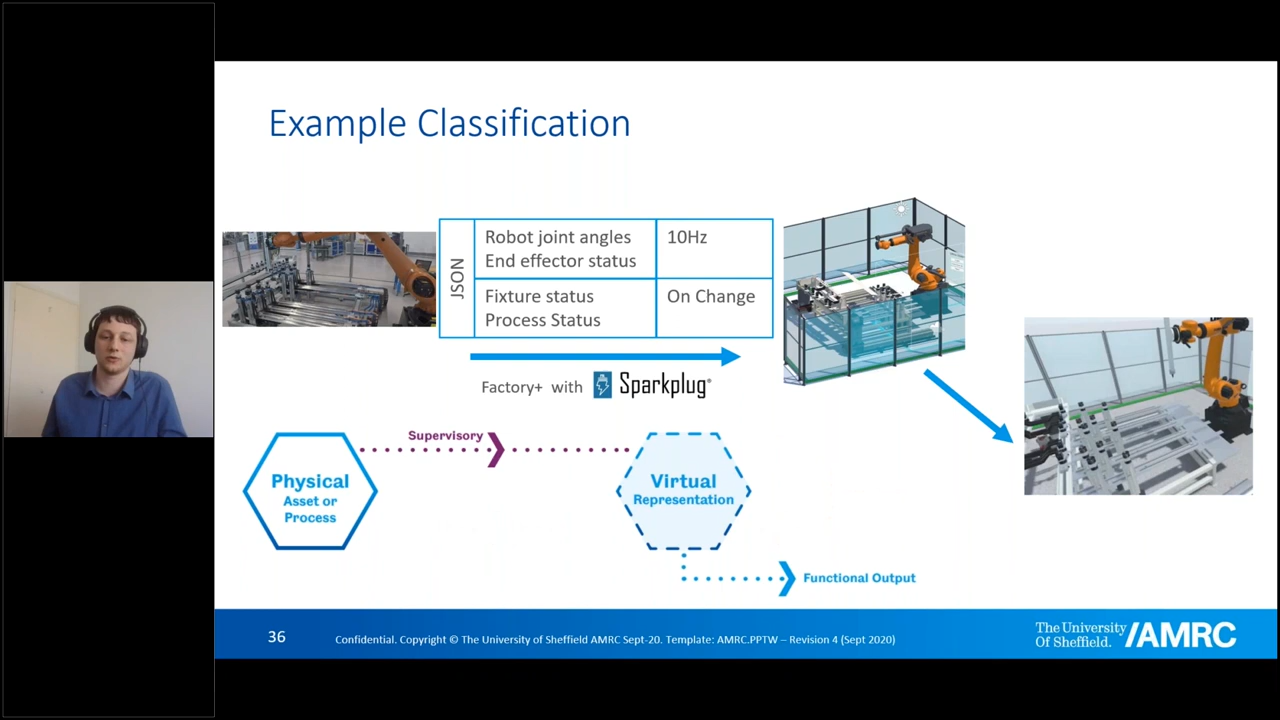 Example Classification
JSON
Robot joint angles
End effector status
10Hz
Fixture status
Process Status
On Change
Factory+ with Sparkplug®
Supervisory
Physical
Asset or
Process
Virtual
Representation
Functional Output
36
Confidential. Copyright © The University of Sheffield AMRC Sept-20. Template: AMRC.PPTW – Revision 4 (Sept 2020)
The University
Of Sheffield.
AMRC